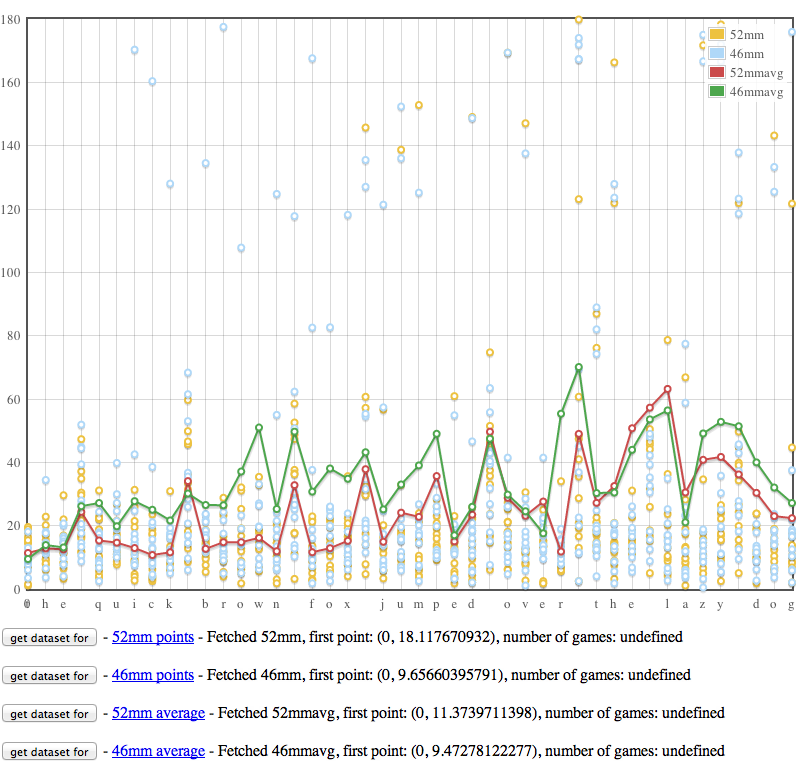 180
160
140
120
100
80
60
40
20
0
52mm
46mm
52mmavg
46mmavg
h e q u i c k b r o w n f o x j u m p e d o v e r t h e l a z y d o g
get dataset for - 52mm points - Fetched 52mm, first point: (0, 18.117670932), number of games: undefined
get dataset for - 46mm points - Fetched 46mm, first point: (0, 9.65660395791), number of games: undefined
get dataset for - 52mm average - Fetched 52mmavg, first point: (0, 11.3739711398), number of games: undefined
get dataset for - 46mm average - Fetched 46mmavg, first point: (0, 9.47278122277), number of games: undefined